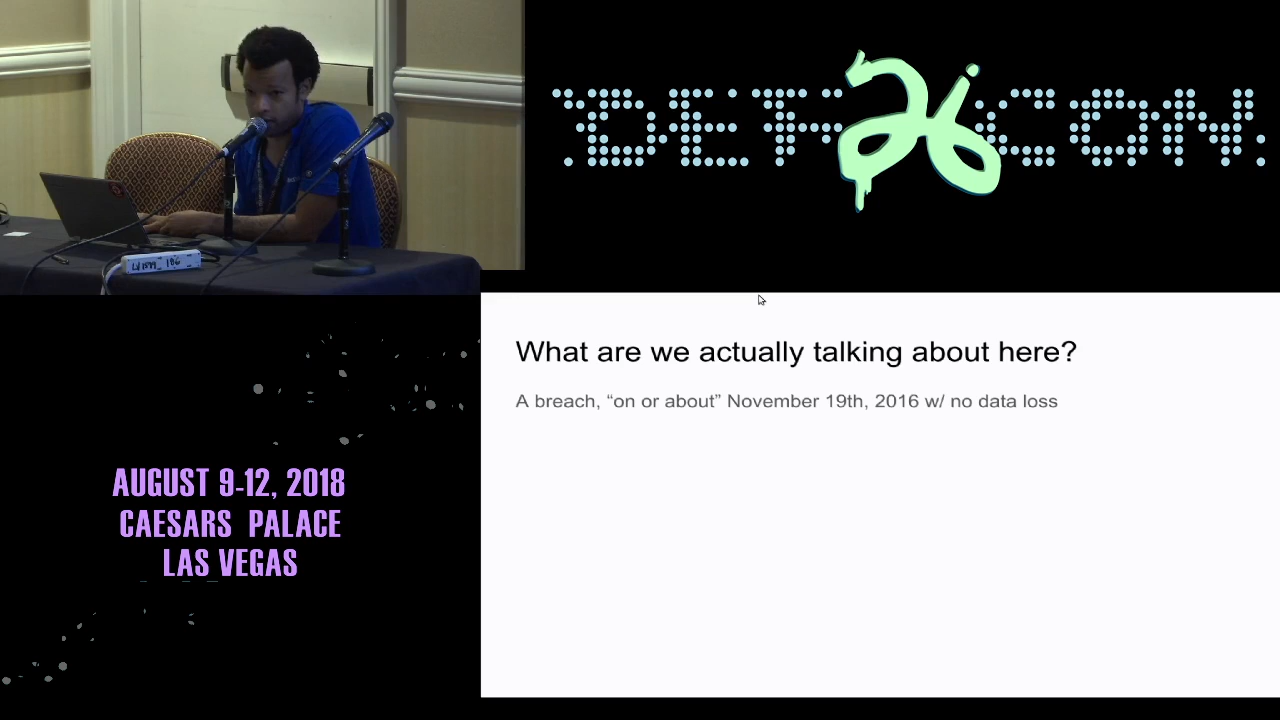 DEF 26 CON
What are we actually talking about here?
A breach, “on or about” November 19th, 2016 w/ no data loss
AUGUST 9-12, 2018
CAESARS PALACE
LAS VEGAS